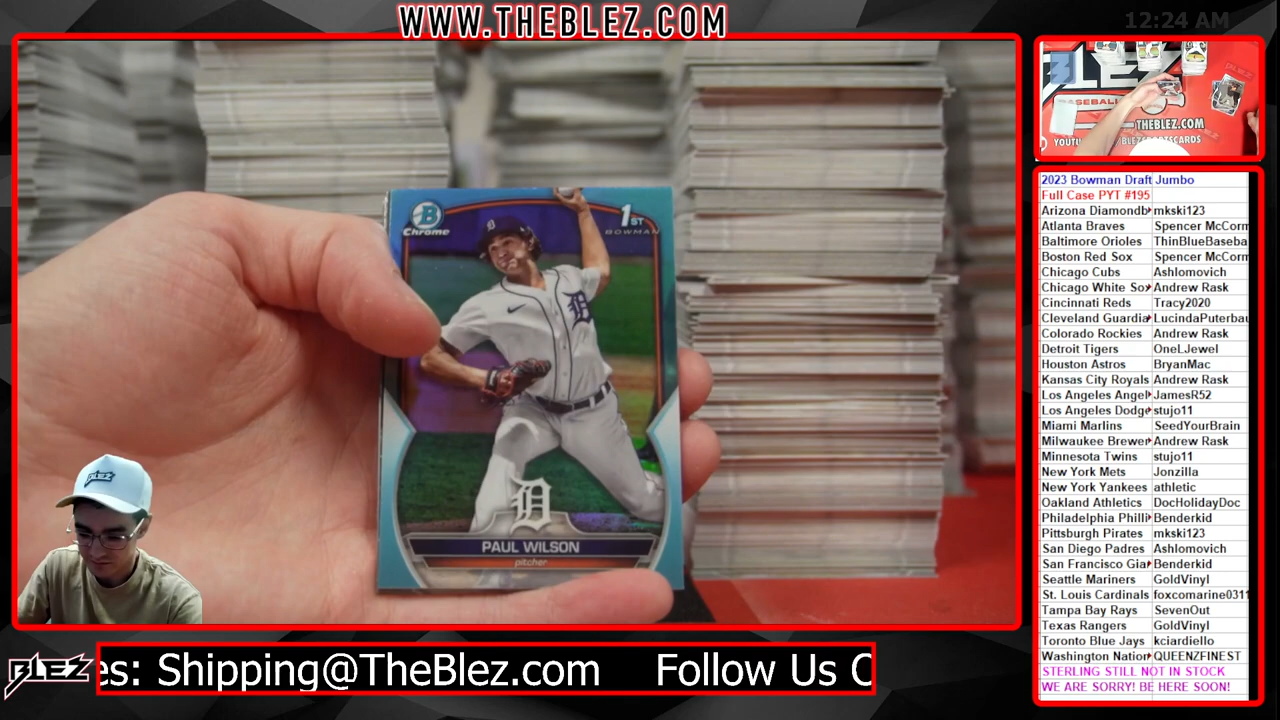 WWW.THEBLEZ.COM
12:24 AM
B
Chrome
1ST
BOWMAN
D
D
D
PAUL WILSON
pitcher
BLEZ
BASEBALL
THEBLEZ.COM
2023 Bowman Draft Jumbo
Full Case PYT #195
Arizona Diamondb mkski123
Atlanta Braves Spencer McCorm
Baltimore Orioles ThinBlueBaseba
Boston Red Sox Spencer McCorm
Chicago Cubs Ashlomovich
Chicago White Sox Andrew Rask
Cincinnati Reds Tracy2020
Cleveland Guardia LucindaPuterbau
Colorado Rockies Andrew Rask
Detroit Tigers OneLJewel
Houston Astros BryanMac
Kansas City Royals Andrew Rask
Los Angeles Angel JamesR52
Los Angeles Dodge stujo11
Miami Marlins SeedYourBrain
Milwaukee Brewer Andrew Rask
Minnesota Twins stujo11
New York Mets Jonzilla
New York Yankees athletic
Oakland Athletics DocHolidayDoc
Philadelphia Philli Benderkid
Pittsburgh Pirates mkski123
San Diego Padres Ashlomovich
San Francisco Gia Benderkid
Seattle Mariners GoldVinyl
St. Louis Cardinals foxcomarine0311
Tampa Bay Rays SevenOut
Texas Rangers GoldVinyl
Toronto Blue Jays kciardiello
Washington Nation QUEENZFINEST
STERLING STILL NOT IN STOCK
WE ARE SORRY! BE HERE SOON!
BLEZ
es: Shipping@TheBlez.com Follow Us O